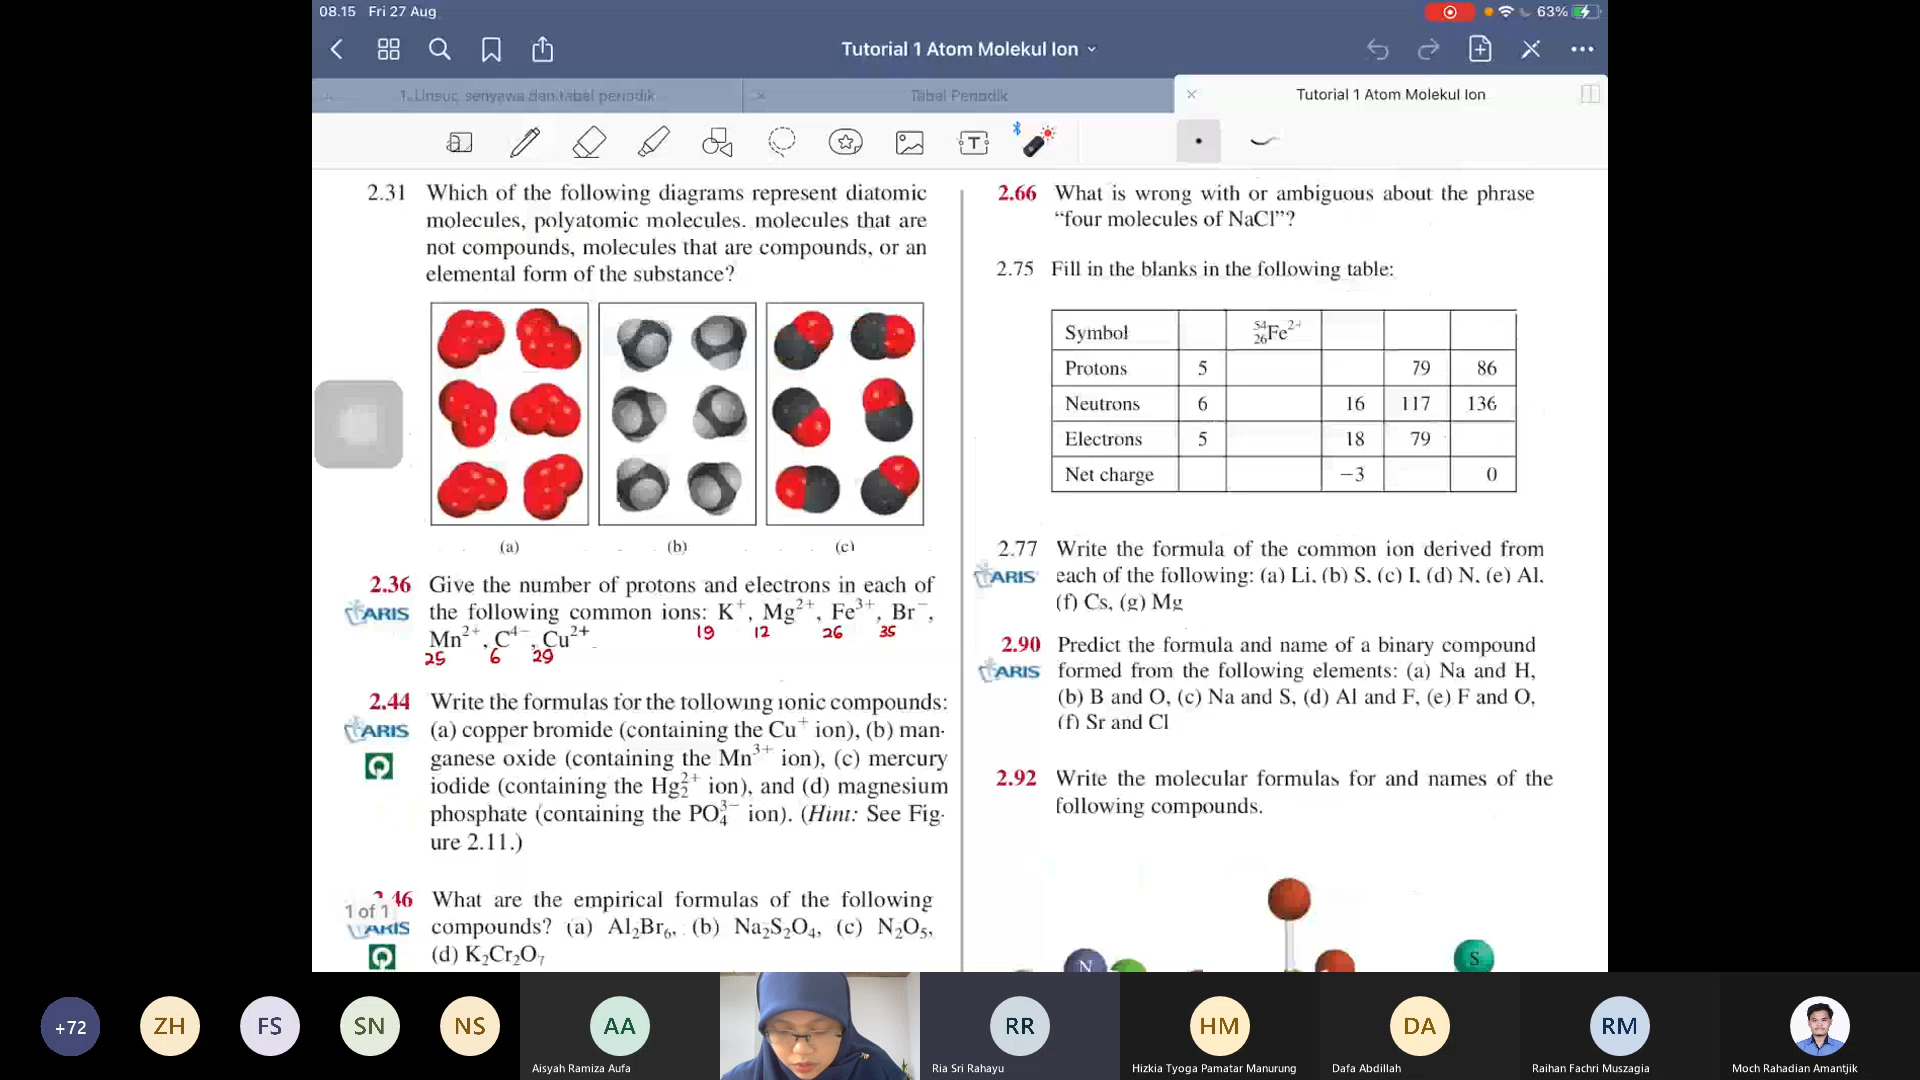 08.15 Fri 27 Aug
63%
Tutorial 1 Atom Molekul Ion
1. Unsur, senyawa dan tabel periodik
Tabel Periodik
Tutorial 1 Atom Molekul Ion
2.31 Which of the following diagrams represent diatomic
molecules, polyatomic molecules. molecules that are
not compounds, molecules that are compounds, or an
elemental form of the substance?
(a) (b) (c)
2.36 Give the number of protons and electrons in each of
ARIS the following common ions: K⁺, Mg²⁺, Fe³⁺, Br⁻,
19 12 26 35
Mn²⁺, C⁴⁻, Cu²⁺
25 6 29
2.44 Write the formulas for the following ionic compounds:
ARIS (a) copper bromide (containing the Cu⁺ ion), (b) man-
ganese oxide (containing the Mn³⁺ ion), (c) mercury
iodide (containing the Hg₂²⁺ ion), and (d) magnesium
phosphate (containing the PO₄³⁻ ion). (Hint: See Fig-
ure 2.11.)
2.46 What are the empirical formulas of the following
1 of 1
ARIS compounds? (a) Al₂Br₆, (b) Na₂S₂O₄, (c) N₂O₅,
(d) K₂Cr₂O₇
2.66 What is wrong with or ambiguous about the phrase
“four molecules of NaCl”?
2.75 Fill in the blanks in the following table:
Symbol ⁵⁴₂₆Fe²⁺
Protons 5 79 86
Neutrons 6 16 117 136
Electrons 5 18 79
Net charge −3 0
2.77 Write the formula of the common ion derived from
ARIS each of the following: (a) Li, (b) S, (c) I, (d) N, (e) Al,
(f) Cs, (g) Mg
2.90 Predict the formula and name of a binary compound
ARIS formed from the following elements: (a) Na and H,
(b) B and O, (c) Na and S, (d) Al and F, (e) F and O,
(f) Sr and Cl
2.92 Write the molecular formulas for and names of the
following compounds.
N S
+72 ZH FS SN NS AA RR HM DA RM
Aisyah Ramiza Aufa
Ria Sri Rahayu
Hizkia Tyoga Pamatar Manurung
Dafa Abdillah
Raihan Fachri Muszagia
Moch Rahadian Amantjik